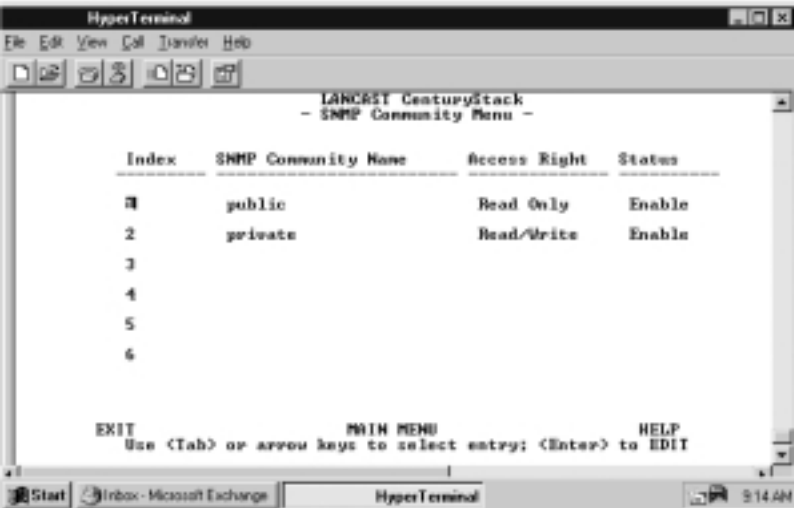 HyperTerminal
File Edit View Call Transfer Help
LANCAST CenturyStack
- SNMP Community Menu -
Index SNMP Community Name Access Right Status
1 public Read Only Enable
2 private Read/Write Enable
3
4
5
6
EXIT MAIN MENU HELP
Use <Tab> or arrow keys to select entry; <Enter> to EDIT
Start Inbox - Microsoft Exchange HyperTerminal 9:14 AM